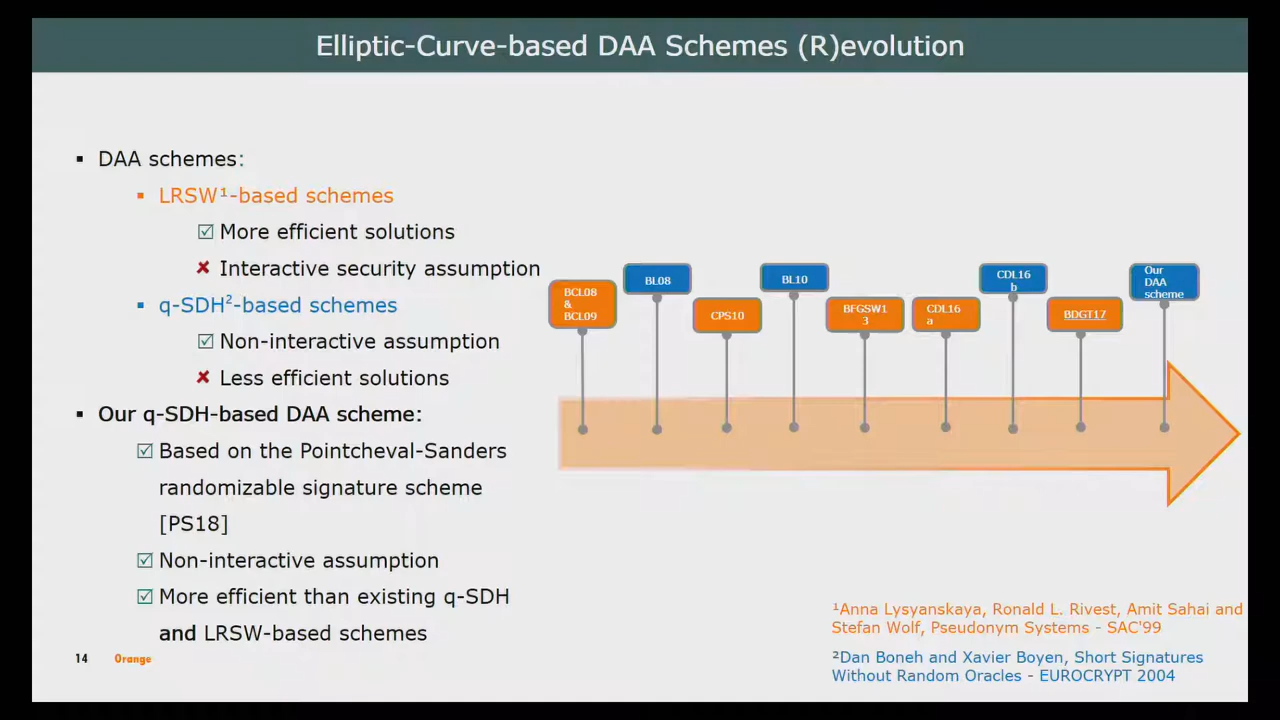 Elliptic-Curve-based DAA Schemes (R)evolution
▪ DAA schemes:
▪ LRSW¹-based schemes
☑ More efficient solutions
✘ Interactive security assumption
▪ q-SDH²-based schemes
☑ Non-interactive assumption
✘ Less efficient solutions
▪ Our q-SDH-based DAA scheme:
☑ Based on the Pointcheval-Sanders
randomizable signature scheme
[PS18]
☑ Non-interactive assumption
☑ More efficient than existing q-SDH
and LRSW-based schemes
BCL08
&
BCL09
BL08
CPS10
BL10
BFGSW1
3
CDL16
a
CDL16
b
BDGT17
Our
DAA
scheme
¹Anna Lysyanskaya, Ronald L. Rivest, Amit Sahai and
Stefan Wolf, Pseudonym Systems - SAC'99
²Dan Boneh and Xavier Boyen, Short Signatures
Without Random Oracles - EUROCRYPT 2004
14 Orange